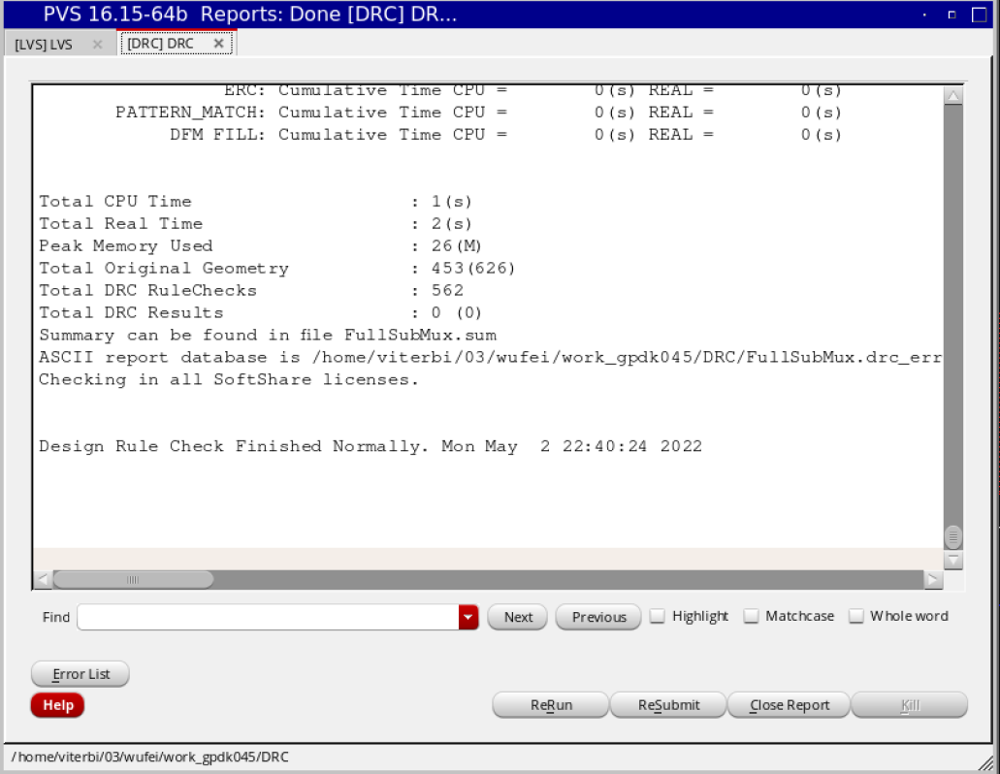 PVS 16.15-64b  Reports: Done [DRC] DR...
[LVS] LVS  [DRC] DRC
ERC: Cumulative Time CPU =        0(s) REAL =        0(s)
PATTERN_MATCH: Cumulative Time CPU =        0(s) REAL =        0(s)
DFM FILL: Cumulative Time CPU =        0(s) REAL =        0(s)
Total CPU Time                        : 1(s)
Total Real Time                       : 2(s)
Peak Memory Used                      : 26(M)
Total Original Geometry               : 453(626)
Total DRC RuleChecks                  : 562
Total DRC Results                     : 0 (0)
Summary can be found in file FullSubMux.sum
ASCII report database is /home/viterbi/03/wufei/work_gpdk045/DRC/FullSubMux.drc_err
Checking in all SoftShare licenses.
Design Rule Check Finished Normally. Mon May  2 22:40:24 2022
Find  Next  Previous  Highlight  Matchcase  Whole word
Error List
Help  ReRun  ReSubmit  Close Report  Kill
/home/viterbi/03/wufei/work_gpdk045/DRC